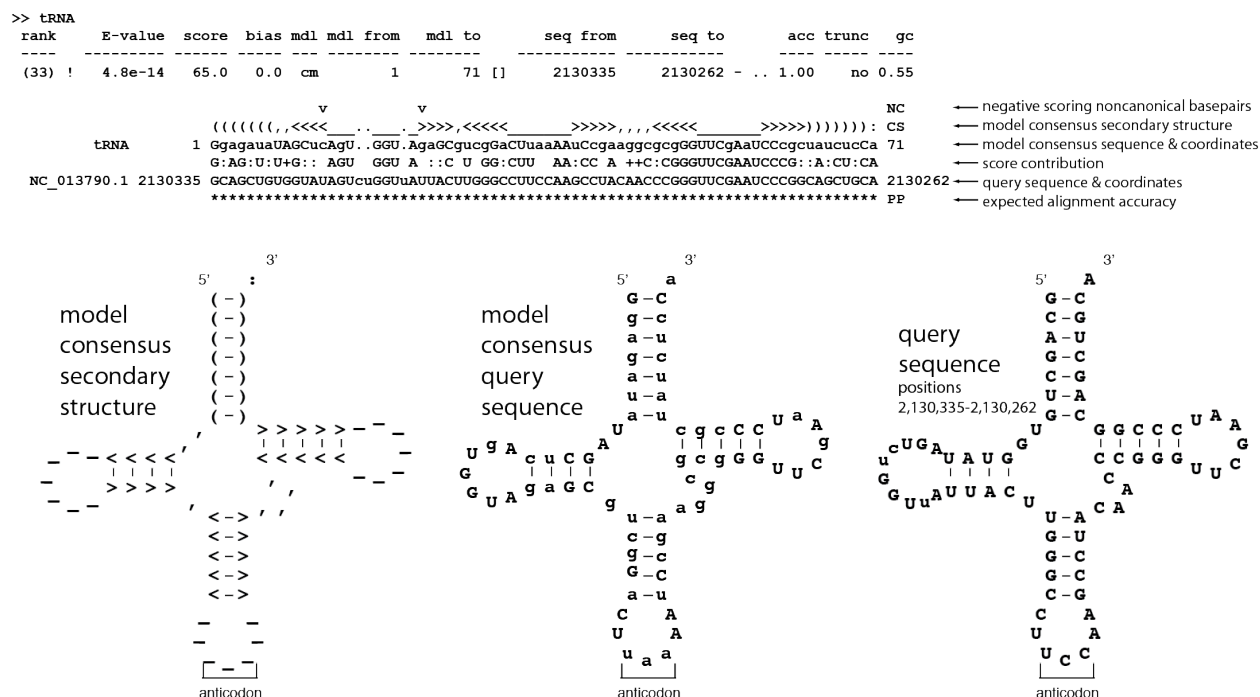 >> tRNA
rank E-value score bias mdl mdl from mdl to seq from seq to acc trunc gc
---- --------- ------ ----- --- -------- -------- ----------- ----------- ---- ----- ----
(33) ! 4.8e-14 65.0 0.0 cm 1 71 [] 2130335 2130262 - .. 1.00 no 0.55
v v NC negative scoring noncanonical basepairs
(((((((,,<<<<___..___._>>>>,<<<<<_______>>>>>,,,,<<<<<_______>>>>>))))))): CS model consensus secondary structure
tRNA 1 GgagauaUAGCucAgU..GGU.AgaGCgucgGaCUuaaAAuCcgaaggcgcgGGUUCGAaUCCcgcuaucucCa 71 model consensus sequence & coordinates
G:AG:U:U+G:: AGU GGU A ::C U GG:CUU AA:CC A ++C:CGGGUUCGAAUCCCG::A:CU:CA score contribution
NC_013790.1 2130335 GCAGCUGUGGUAUAGUcuGGUuAUUACUUGGGCCUUCCAAGCCUACAACCCGGGUUCGAAUCCCGGCAGCUGCA 2130262 query sequence & coordinates
************************************************************************** PP expected alignment accuracy
3'
5' :
model
consensus
secondary
structure
(-)
(-)
(-)
(-)
(-)
(-)
(-)
, > > > > > _ _ _
_ _ _ < < < < , < < < < < _ _ _
> > > > , , ,
< - > , ,
< - >
< - >
< - >
< - >
anticodon
3'
5' a
model
consensus
query
sequence
G - C
g - c
a - u
g - c
a - u
u - a
a - u
U c g c C C U a A
U g A c u C G A g c g G G U U C g
G G U A g a G C g c g g a
u - a
c - g
g - c
G - C
a - u
C A
U A
u a a
anticodon
3'
5' A
query
sequence
positions
2,130,335-2,130,262
G - C
C - G
A - U
G - C
C - G
U - A
G - C
U G G C C C U A A
u c U G A U A U G G C C G G G U U C G
G G U u A U U A C U C A A C
U - A
G - U
G - C
G - C
C - G
C A
U A
U C C
anticodon